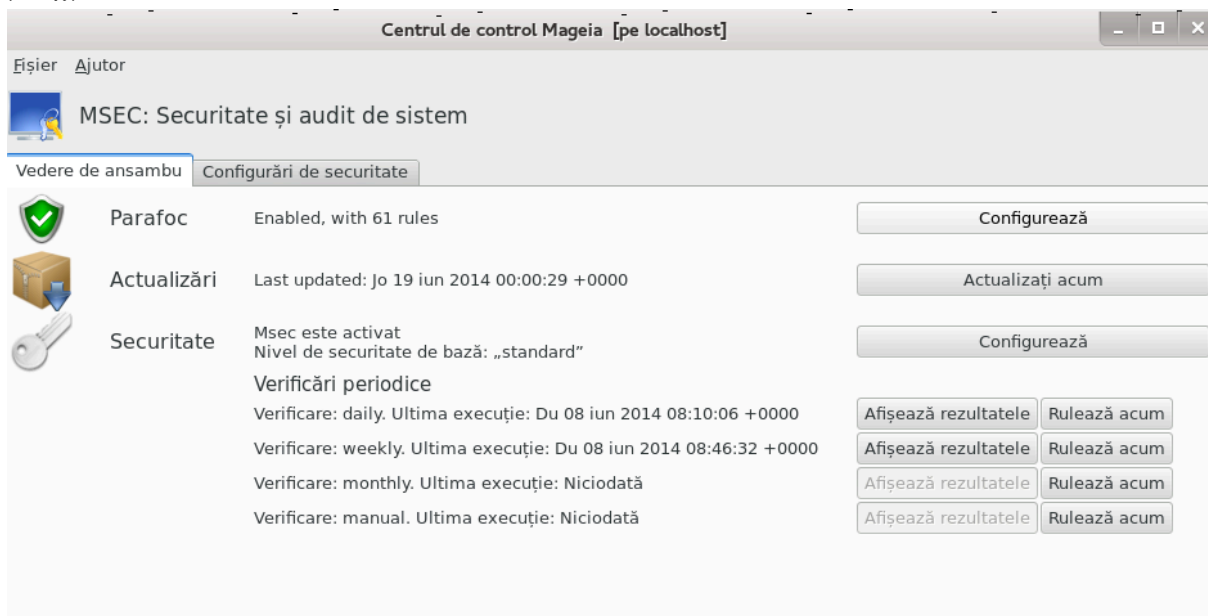 Centrul de control Mageia [pe localhost]
Fișier Ajutor
MSEC: Securitate și audit de sistem
Vedere de ansambu Configurări de securitate
Parafoc Enabled, with 61 rules Configurează
Actualizări Last updated: Jo 19 iun 2014 00:00:29 +0000 Actualizați acum
Securitate Msec este activat Configurează
Nivel de securitate de bază: „standard”
Verificări periodice
Verificare: daily. Ultima execuție: Du 08 iun 2014 08:10:06 +0000 Afișează rezultatele Rulează acum
Verificare: weekly. Ultima execuție: Du 08 iun 2014 08:46:32 +0000 Afișează rezultatele Rulează acum
Verificare: monthly. Ultima execuție: Niciodată Afișează rezultatele Rulează acum
Verificare: manual. Ultima execuție: Niciodată Afișează rezultatele Rulează acum